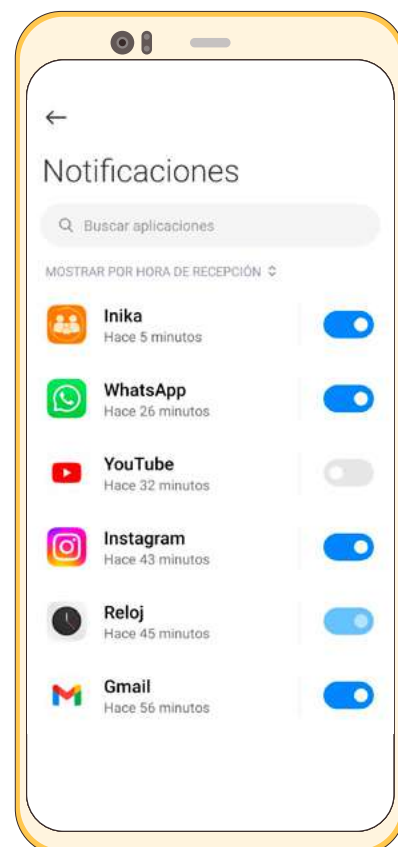 Notificaciones
Buscar aplicaciones
MOSTRAR POR HORA DE RECEPCIÓN
Inika
Hace 5 minutos
WhatsApp
Hace 26 minutos
YouTube
Hace 32 minutos
Instagram
Hace 43 minutos
Reloj
Hace 45 minutos
Gmail
Hace 56 minutos